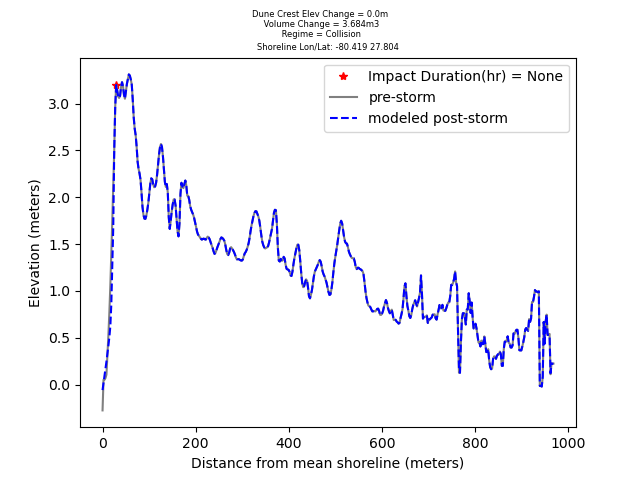 Dune Crest Elev Change = 0.0m
Volume Change = 3.684m3
Regime = Collision
Shoreline Lon/Lat: -80.419 27.804
Impact Duration(hr) = None
pre-storm
modeled post-storm
3.0
2.5
2.0
1.5
1.0
0.5
0.0
Elevation (meters)
0 200 400 600 800 1000
Distance from mean shoreline (meters)